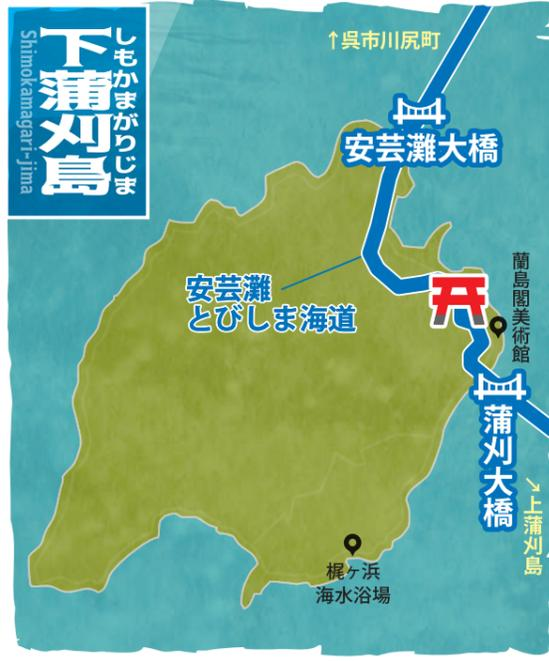 しもかまがりじま
下蒲刈島
Shimokamagari-jima
↑呉市川尻町
安芸灘大橋
安芸灘
とびしま海道
蘭島閣美術館
蒲刈大橋
↘上蒲刈島
梶ヶ浜
海水浴場